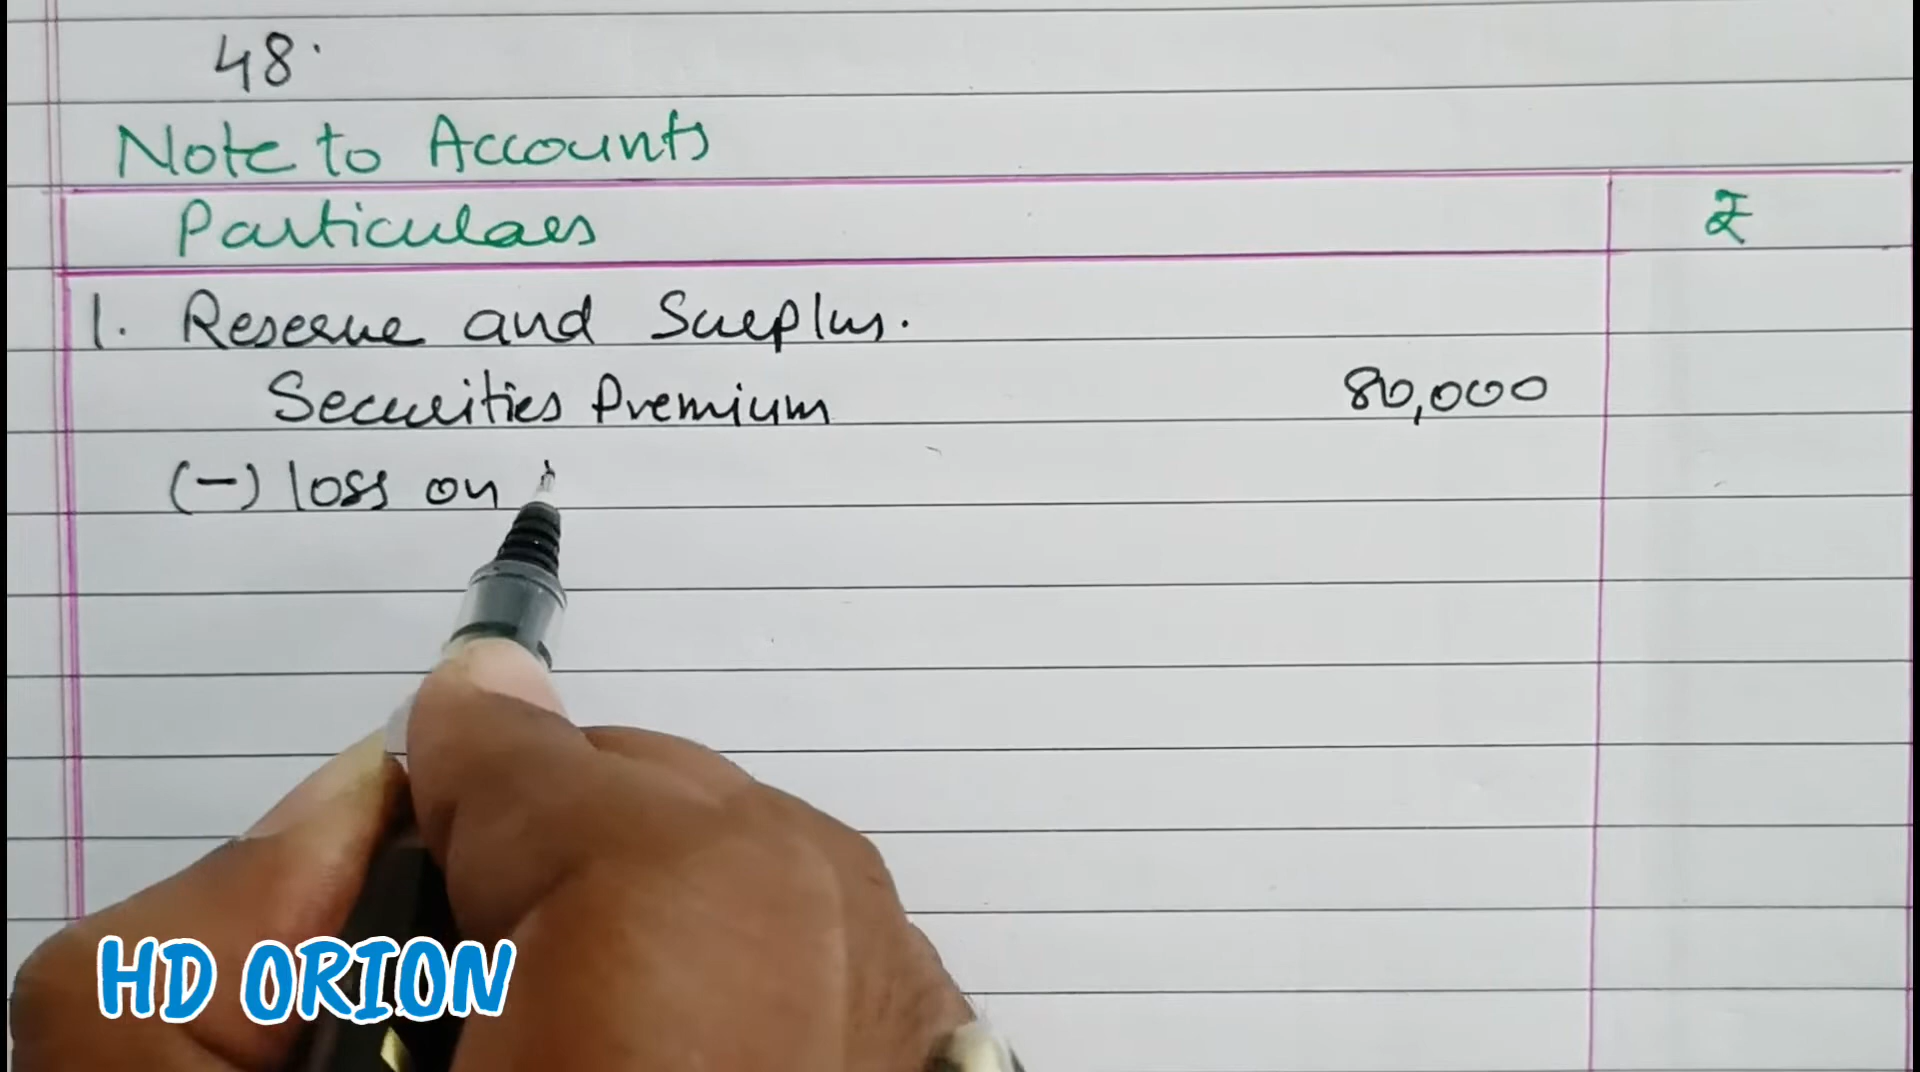 48.
Note to Accounts
Particulars ₹
1. Reserve and Surplus.
Securities Premium 80,000
(-) loss on
HD ORION